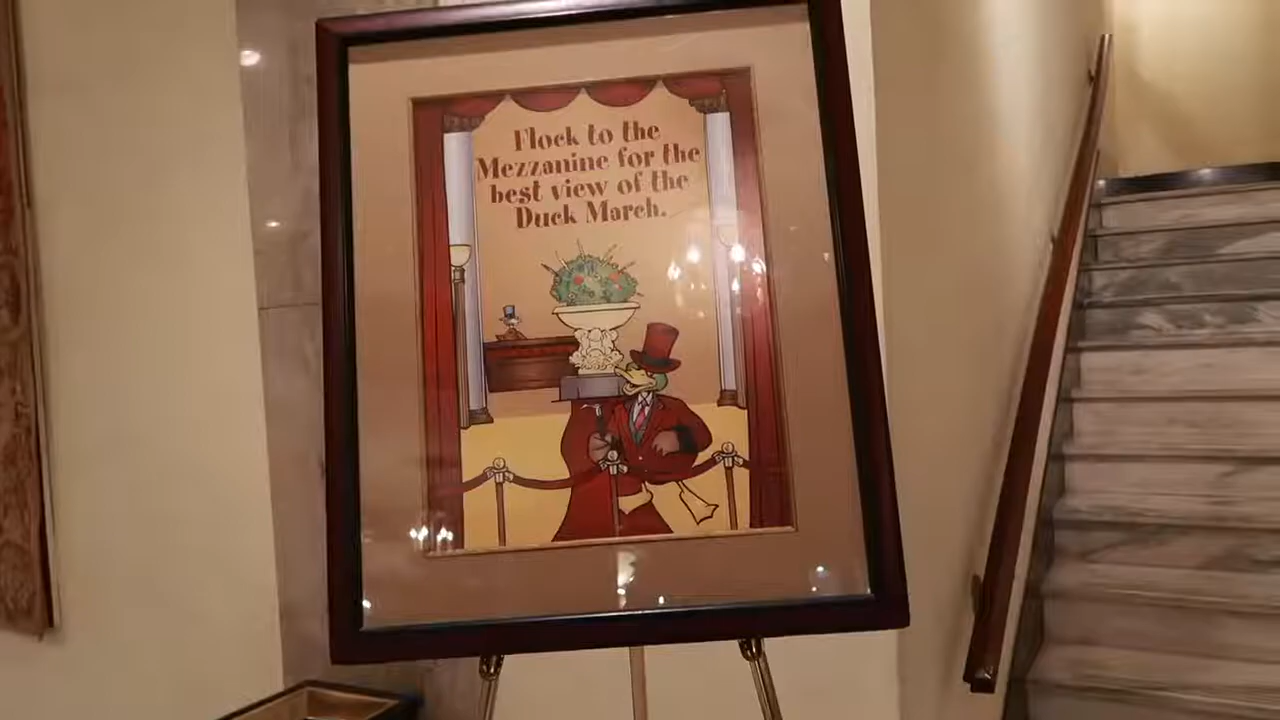 Flock to the
Mezzanine for the
best view of the
Duck March.